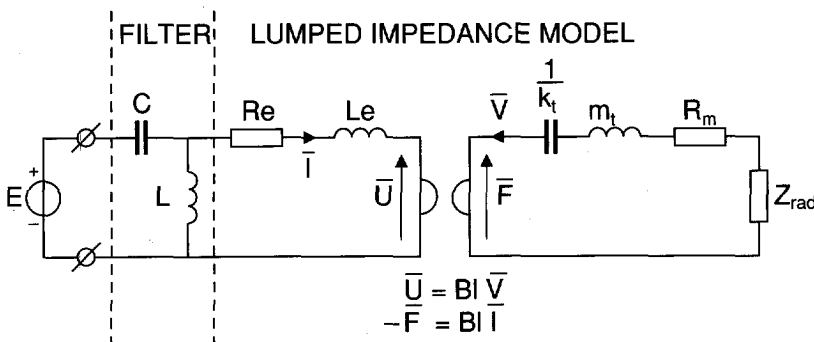 FILTER LUMPED IMPEDANCE MODEL
C Re Le V̅ 1/kt mt Rm
I̅
E + − L U̅ F̅ Zrad
U̅ = Bl V̅
−F̅ = Bl I̅